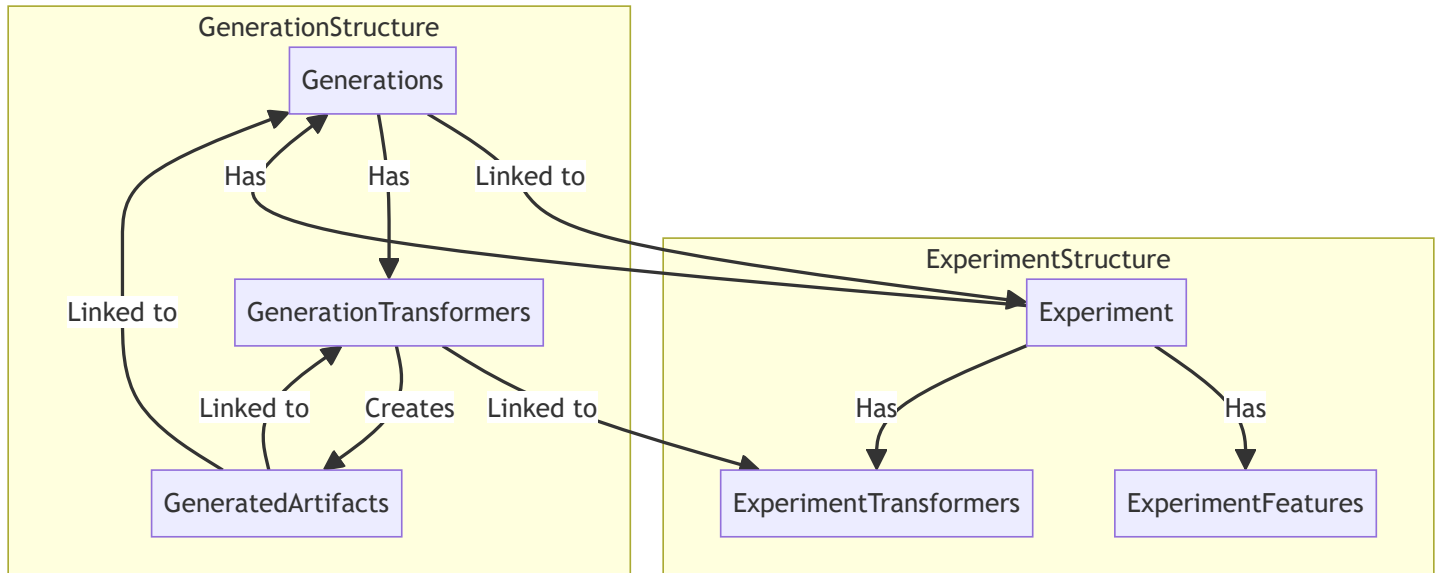 GenerationStructure
Generations
Has
Has
Linked to
ExperimentStructure
Linked to
GenerationTransformers
Experiment
Linked to
Creates
Linked to
Has
Has
GeneratedArtifacts
ExperimentTransformers
ExperimentFeatures